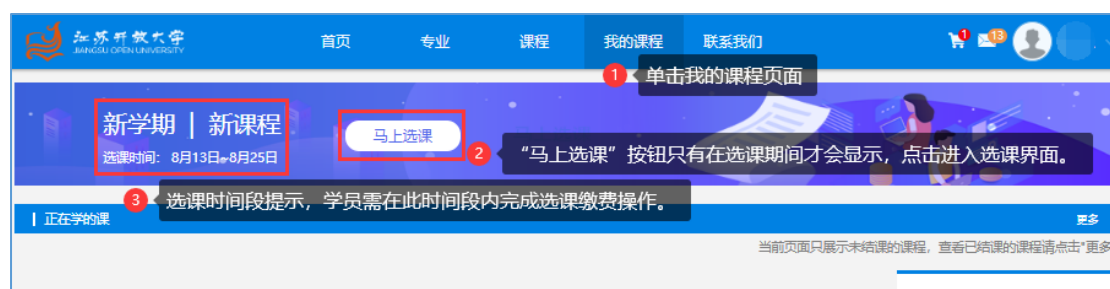 江苏开放大学
JIANGSU OPEN UNIVERSITY
首页 专业 课程 我的课程 联系我们 1 13
1 单击我的课程页面
新学期 | 新课程
马上选课
选课时间: 8月13日~8月25日
2 “马上选课”按钮只有在选课期间才会显示，点击进入选课界面。
3 选课时间段提示，学员需在此时间段内完成选课缴费操作。
正在学的课 更多
当前页面只展示未结课的课程，查看已结课的课程请点击"更多